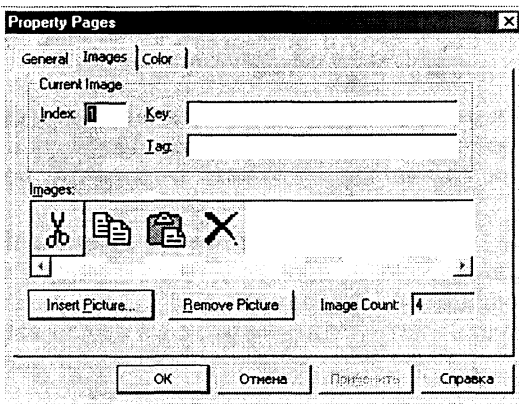 Property Pages
General Images Color
Current Image
Index: 1 Key:
Tag:
Images:
Insert Picture... Remove Picture Image Count: 4
OK Отмена Применить Справка